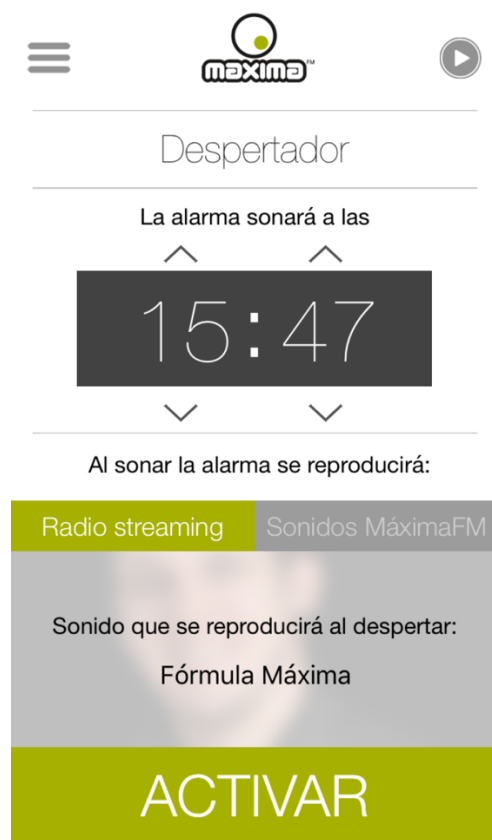 maxima FM
Despertador
La alarma sonará a las
15:47
Al sonar la alarma se reproducirá:
Radio streaming Sonidos MáximaFM
Sonido que se reproducirá al despertar:
Fórmula Máxima
ACTIVAR